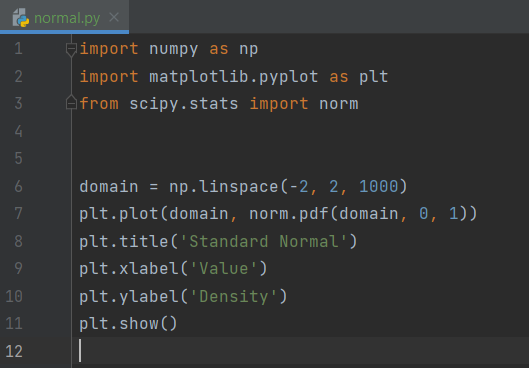 normal.py
1 import numpy as np
2 import matplotlib.pyplot as plt
3 from scipy.stats import norm
4
5
6 domain = np.linspace(-2, 2, 1000)
7 plt.plot(domain, norm.pdf(domain, 0, 1))
8 plt.title('Standard Normal')
9 plt.xlabel('Value')
10 plt.ylabel('Density')
11 plt.show()
12